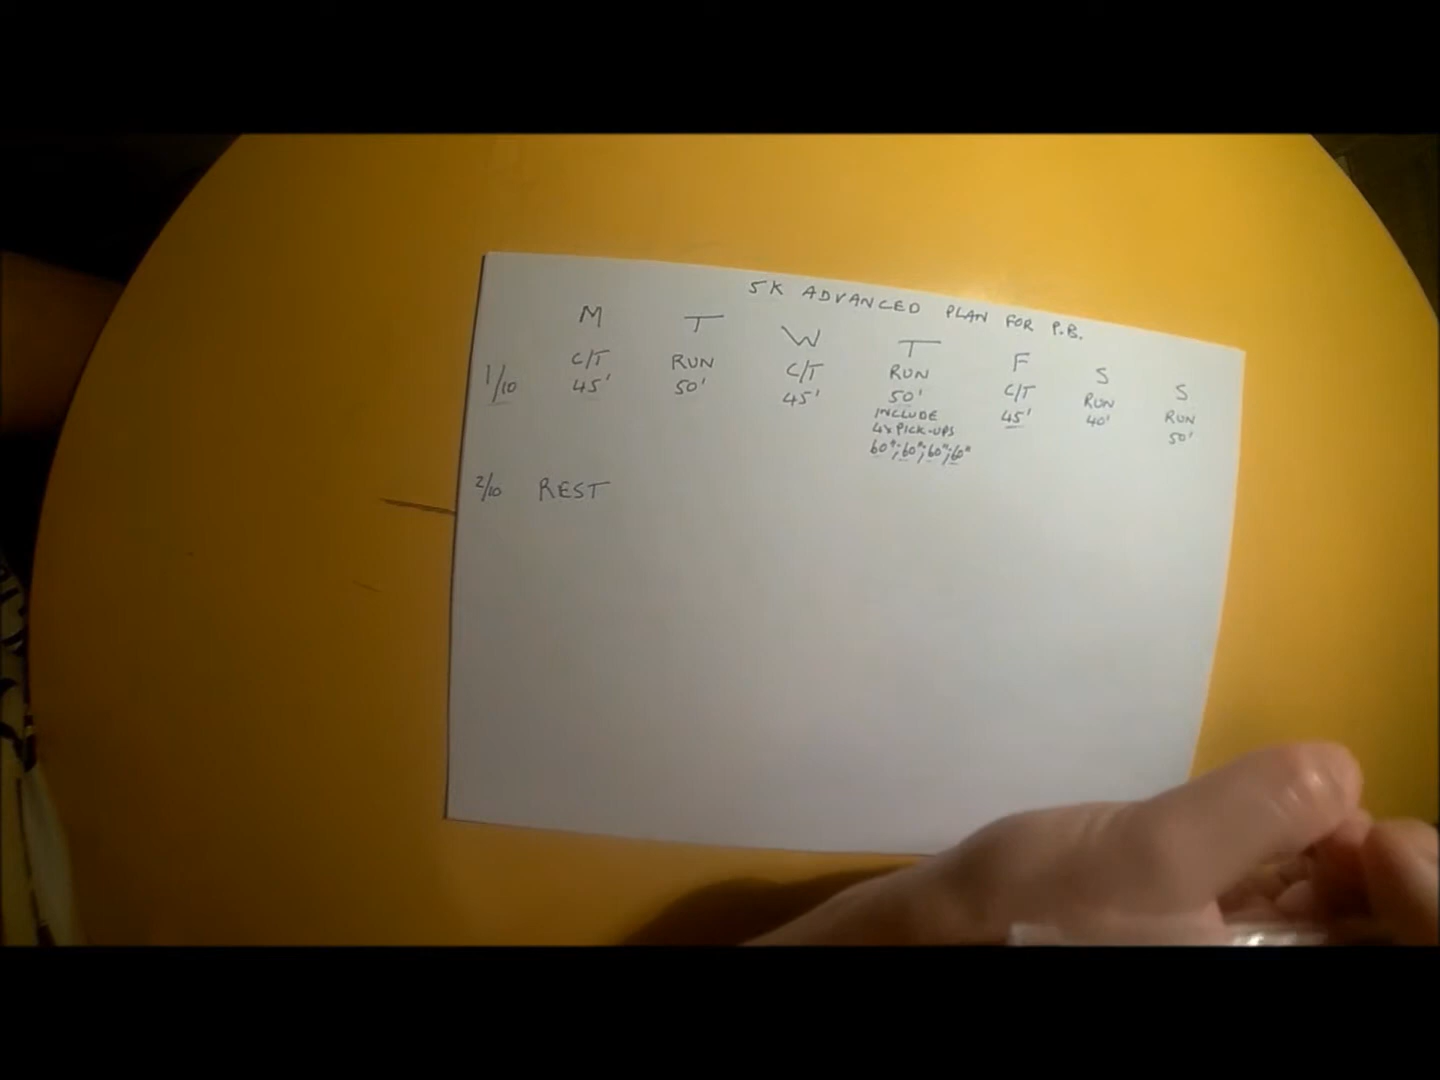 5K ADVANCED PLAN FOR P.B.
M T W T F S S
1/10 C/T 45' RUN 50' C/T 45' RUN 50' C/T 45' RUN 40' RUN 50'
INCLUDE
4x PICK-UPS
60"; 60"; 60"; 60"
2/10 REST